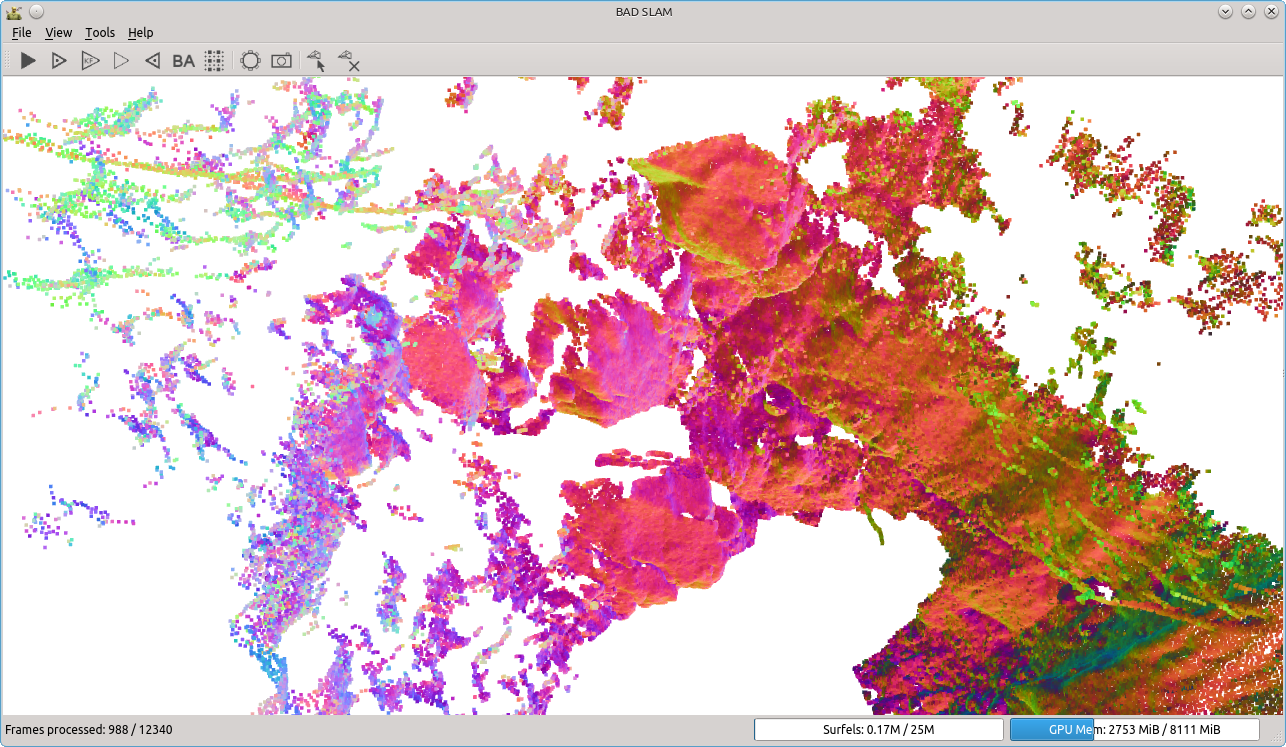 BAD SLAM
File View Tools Help
KF BA
Frames processed: 988 / 12340 Surfels: 0.17M / 25M GPU Mem: 2753 MiB / 8111 MiB